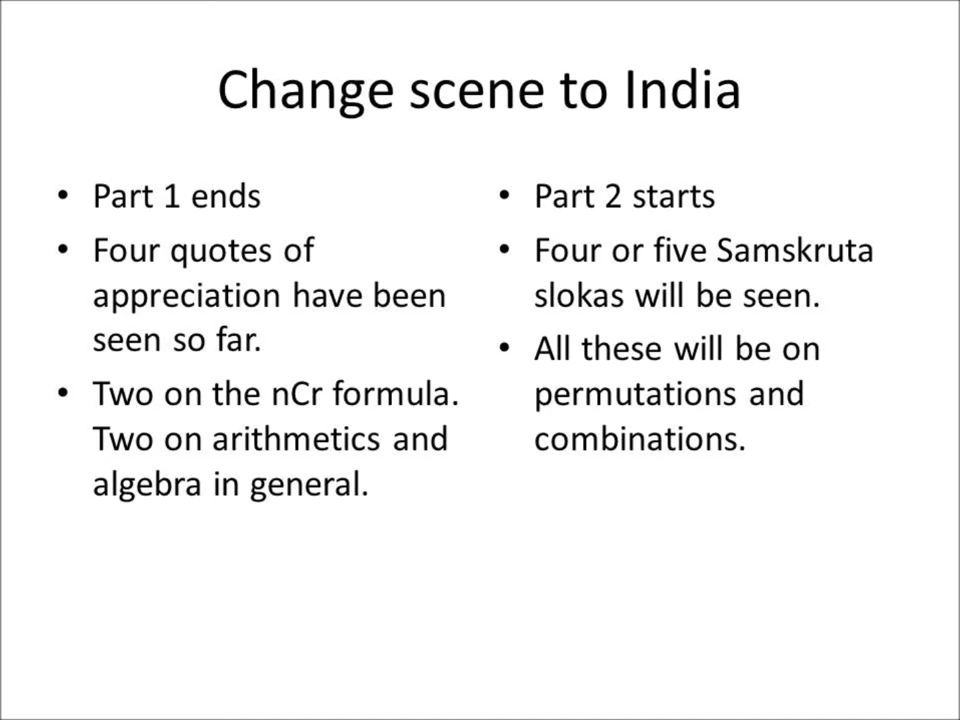 Change scene to India
• Part 1 ends
• Four quotes of
appreciation have been
seen so far.
• Two on the nCr formula.
Two on arithmetics and
algebra in general.
• Part 2 starts
• Four or five Samskruta
slokas will be seen.
• All these will be on
permutations and
combinations.